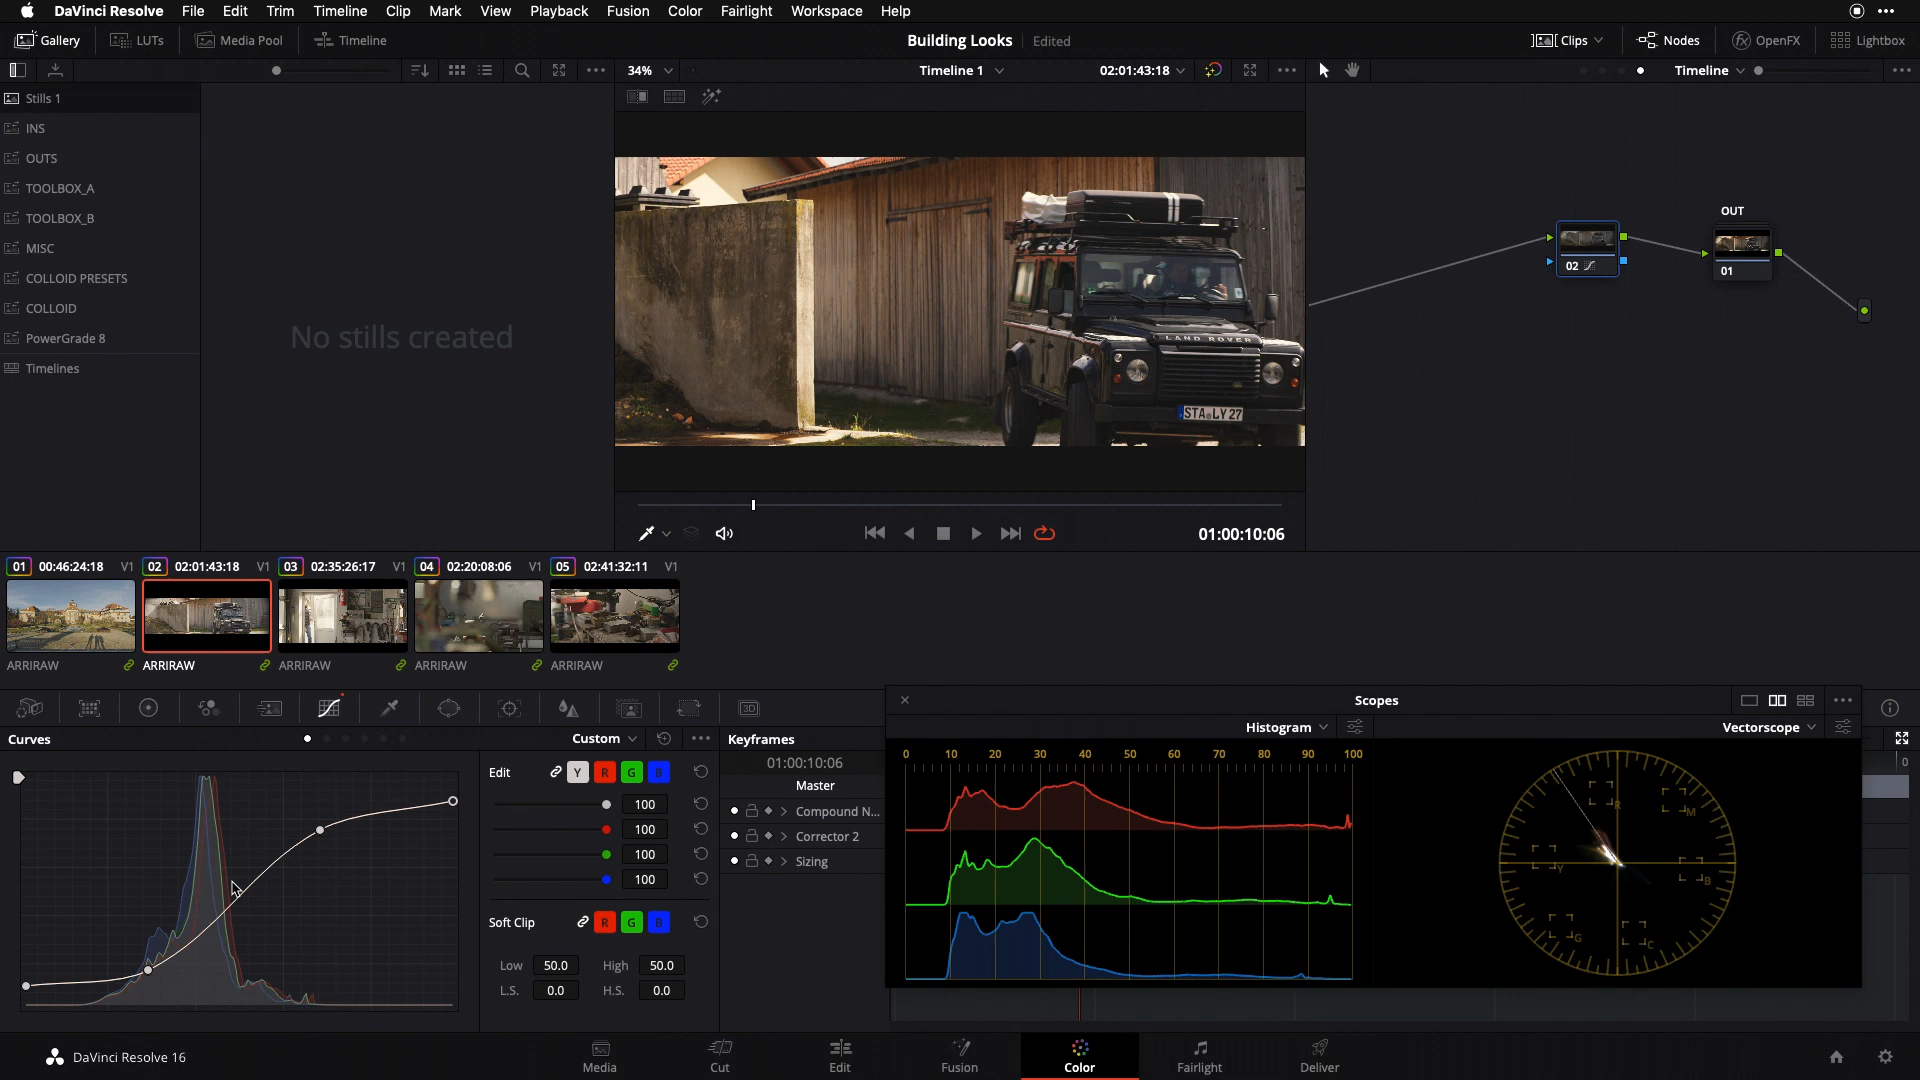 DaVinci Resolve File Edit Trim Timeline Clip Mark View Playback Fusion Color Fairlight Workspace Help
Gallery LUTs Media Pool Timeline Building Looks Edited Clips Nodes OpenFX Lightbox
34% Timeline 1 02:01:43:18 Timeline
Stills 1
INS
OUTS
TOOLBOX_A
TOOLBOX_B
MISC
COLLOID PRESETS
COLLOID
PowerGrade 8
Timelines
No stills created
LAND ROVER
STA LY 27
OUT
02
01
01:00:10:06
01 00:46:24:18 V1 02 02:01:43:18 V1 03 02:35:26:17 V1 04 02:20:08:06 V1 05 02:41:32:11 V1
ARRIRAW ARRIRAW ARRIRAW ARRIRAW ARRIRAW
3D
Curves Custom
Edit Y R G B
100
100
100
100
Soft Clip R G B
Low 50.0 High 50.0
L.S. 0.0 H.S. 0.0
Keyframes
01:00:10:06
Master
Compound N...
Corrector 2
Sizing
Scopes
Histogram Vectorscope
0 10 20 30 40 50 60 70 80 90 100
R M
Y B
G C
0
DaVinci Resolve 16 Media Cut Edit Fusion Color Fairlight Deliver